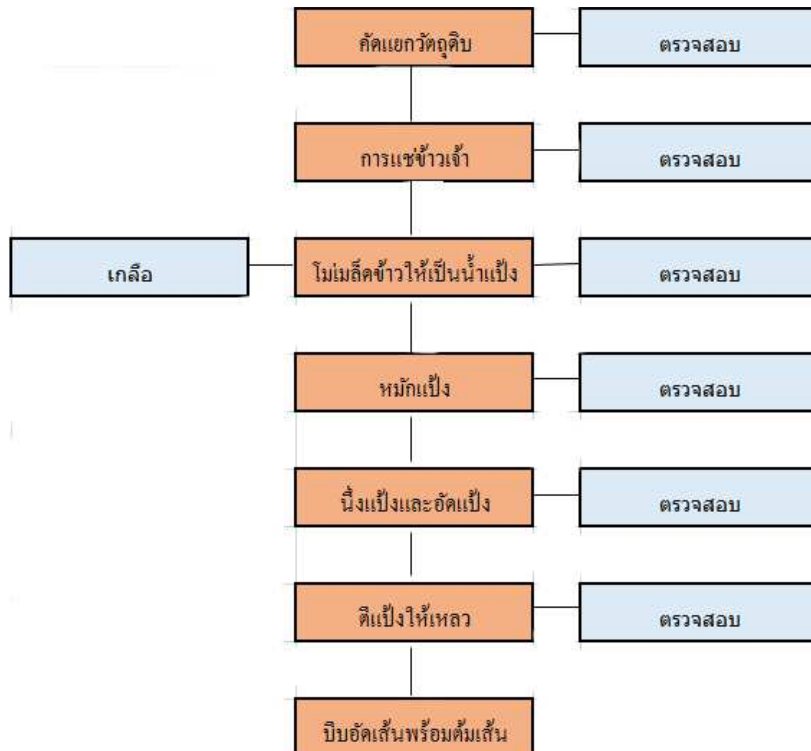 คัดแยกวัตถุดิบ
ตรวจสอบ
การแช่ข้าวเจ้า
ตรวจสอบ
เกลือ
โม่เมล็ดข้าวให้เป็นน้ำแป้ง
ตรวจสอบ
หมักแป้ง
ตรวจสอบ
นึ่งแป้งและอัดแป้ง
ตรวจสอบ
ตีแป้งให้เหลว
ตรวจสอบ
บีบอัดเส้นพร้อมต้มเส้น